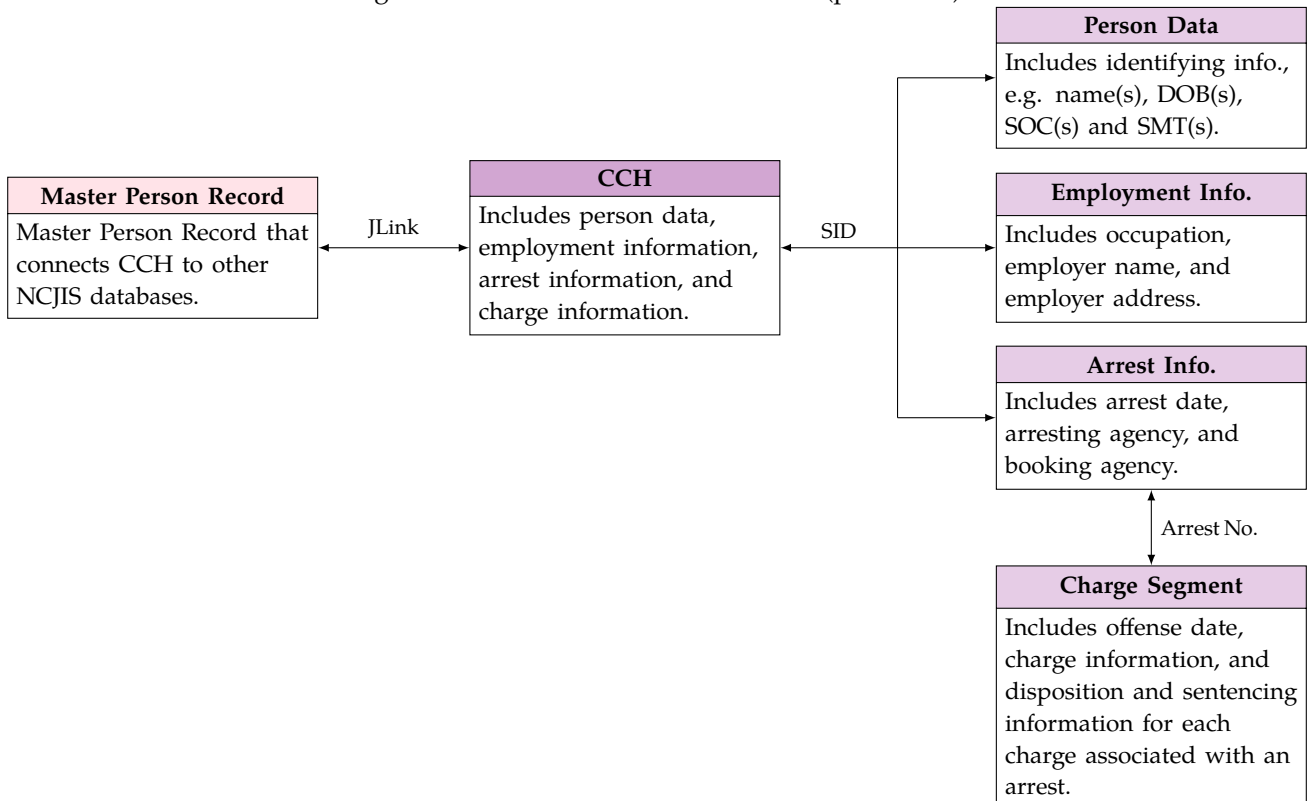 Person Data
Includes identifying info.,
e.g. name(s), DOB(s),
SOC(s) and SMT(s).
Master Person Record
Master Person Record that
connects CCH to other
NCJIS databases.
JLink
CCH
Includes person data,
employment information,
arrest information, and
charge information.
SID
Employment Info.
Includes occupation,
employer name, and
employer address.
Arrest Info.
Includes arrest date,
arresting agency, and
booking agency.
Arrest No.
Charge Segment
Includes offense date,
charge information, and
disposition and sentencing
information for each
charge associated with an
arrest.